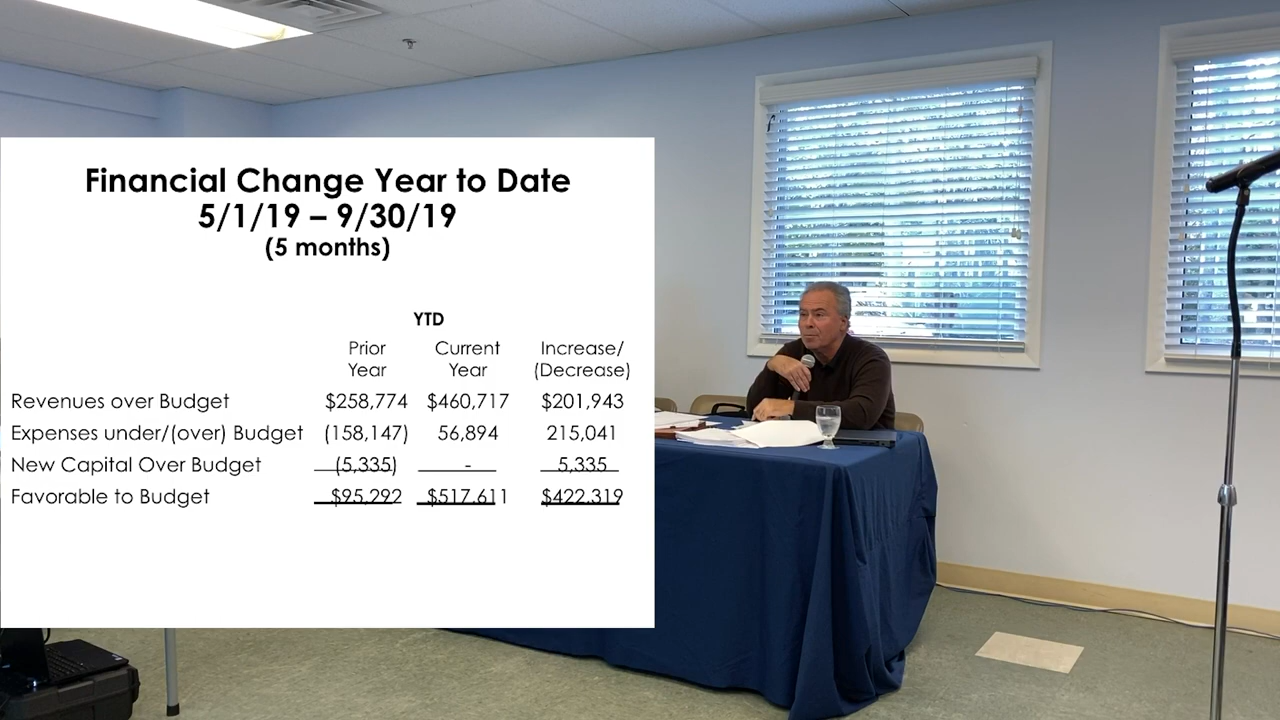 Financial Change Year to Date
5/1/19 – 9/30/19
(5 months)
YTD
Prior Year Current Year Increase/ (Decrease)
Revenues over Budget $258,774 $460,717 $201,943
Expenses under/(over) Budget (158,147) 56,894 215,041
New Capital Over Budget (5,335) - 5,335
Favorable to Budget $95,292 $517,611 $422,319